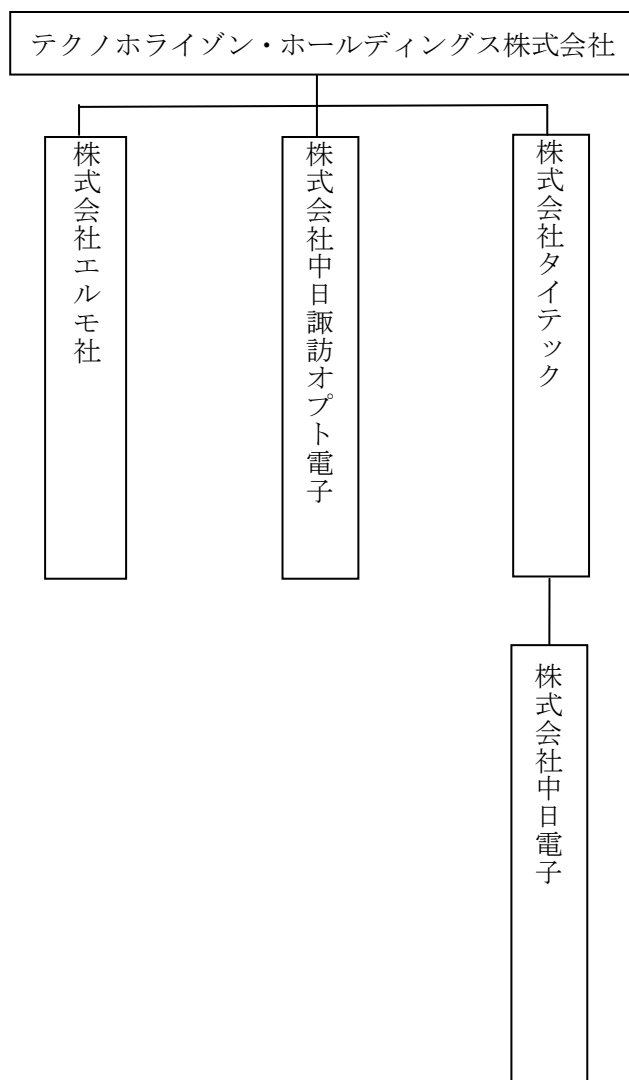 テクノホライゾン・ホールディングス株式会社
株式会社エルモ社
株式会社中日諏訪オプト電子
株式会社タイテック
株式会社中日電子